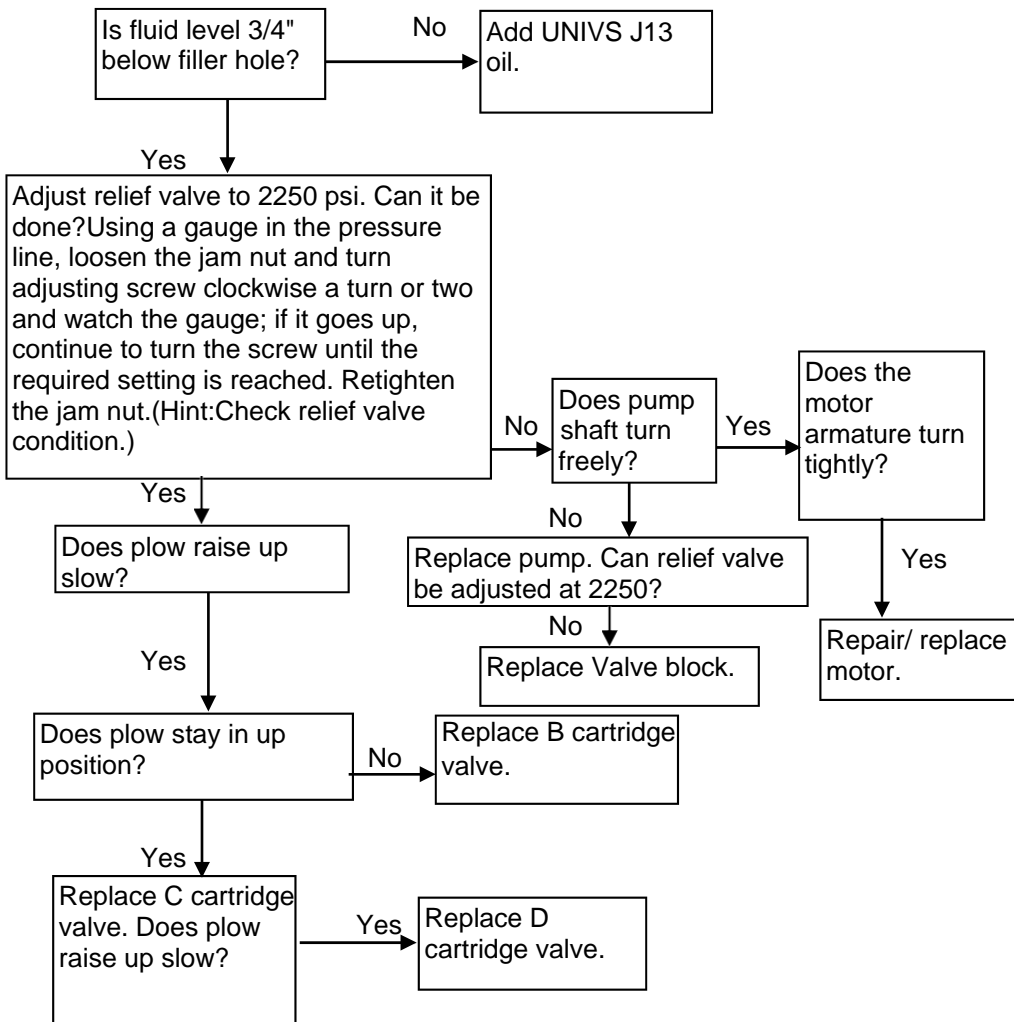 Is fluid level 3/4"
below filler hole?
No
Add UNIVS J13
oil.
Yes
Adjust relief valve to 2250 psi. Can it be
done?Using a gauge in the pressure
line, loosen the jam nut and turn
adjusting screw clockwise a turn or two
and watch the gauge; if it goes up,
continue to turn the screw until the
required setting is reached. Retighten
the jam nut.(Hint:Check relief valve
condition.)
No
Does pump
shaft turn
freely?
Yes
Does the
motor
armature turn
tightly?
Yes
Does plow raise up
slow?
No
Replace pump. Can relief valve
be adjusted at 2250?
Yes
Repair/ replace
motor.
No
Replace Valve block.
Yes
Does plow stay in up
position?
No
Replace B cartridge
valve.
Yes
Replace C cartridge
valve. Does plow
raise up slow?
Yes
Replace D
cartridge valve.